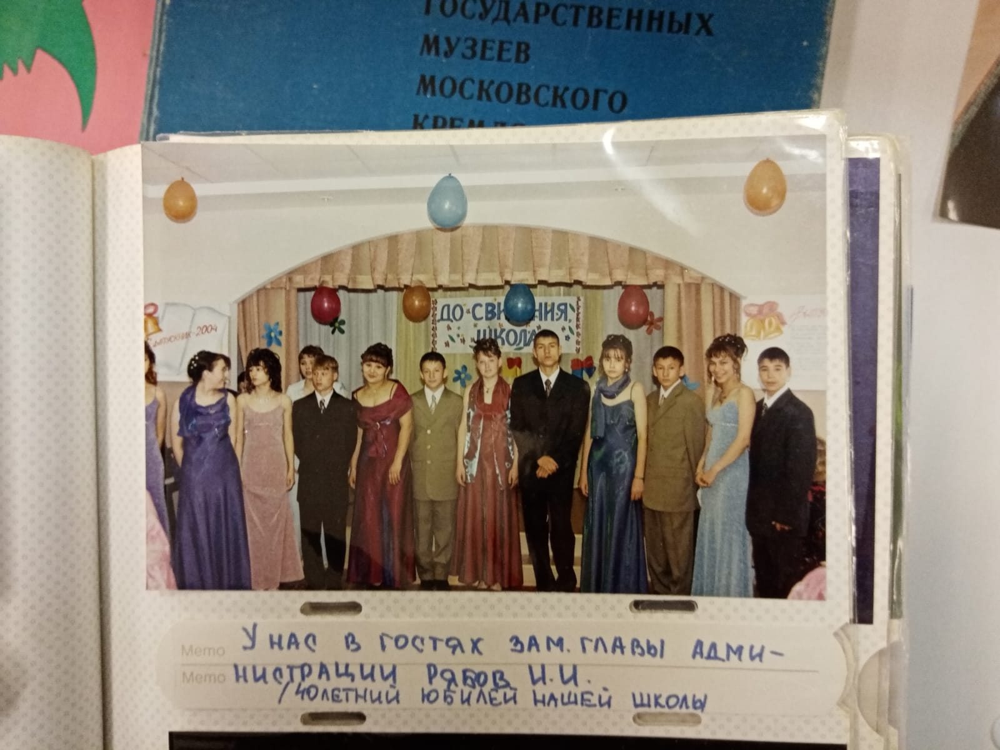 ГОСУДАРСТВЕННЫХ
МУЗЕЕВ
МОСКОВСКОГО
ВЫПУСКНИК-2004
ДО СВИ НИЯ,
ШКОЛА
Memo У НАС В ГОСТЯХ ЗАМ. ГЛАВЫ АДМИ-
Memo НИСТРАЦИИ РЯБОВ И.И.
/40ЛЕТНИЙ ЮБИЛЕЙ НАШЕЙ ШКОЛЫ